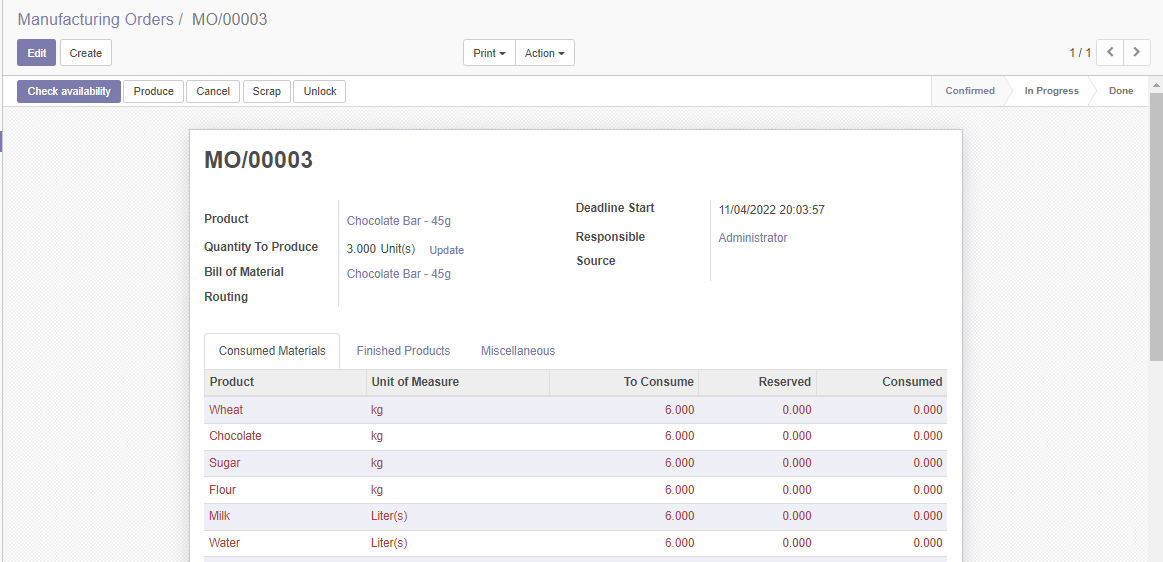 Manufacturing Orders / MO/00003
Edit Create Print Action 1 / 1
Check availability Produce Cancel Scrap Unlock Confirmed In Progress Done
MO/00003
Product Chocolate Bar - 45g
Quantity To Produce 3.000 Unit(s) Update
Bill of Material Chocolate Bar - 45g
Routing
Deadline Start 11/04/2022 20:03:57
Responsible Administrator
Source
Consumed Materials Finished Products Miscellaneous
Product Unit of Measure To Consume Reserved Consumed
Wheat kg 6.000 0.000 0.000
Chocolate kg 6.000 0.000 0.000
Sugar kg 6.000 0.000 0.000
Flour kg 6.000 0.000 0.000
Milk Liter(s) 6.000 0.000 0.000
Water Liter(s) 6.000 0.000 0.000